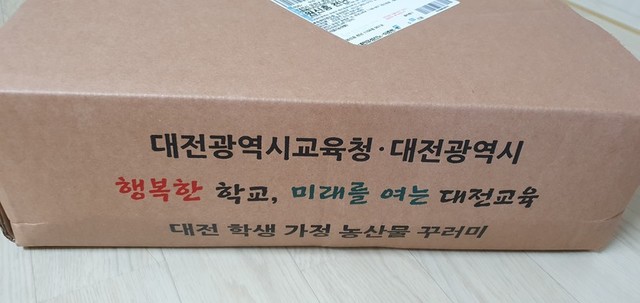 대전광역시교육청·대전광역시
행복한 학교, 미래를 여는 대전교육
대전 학생 가정 농산물 꾸러미